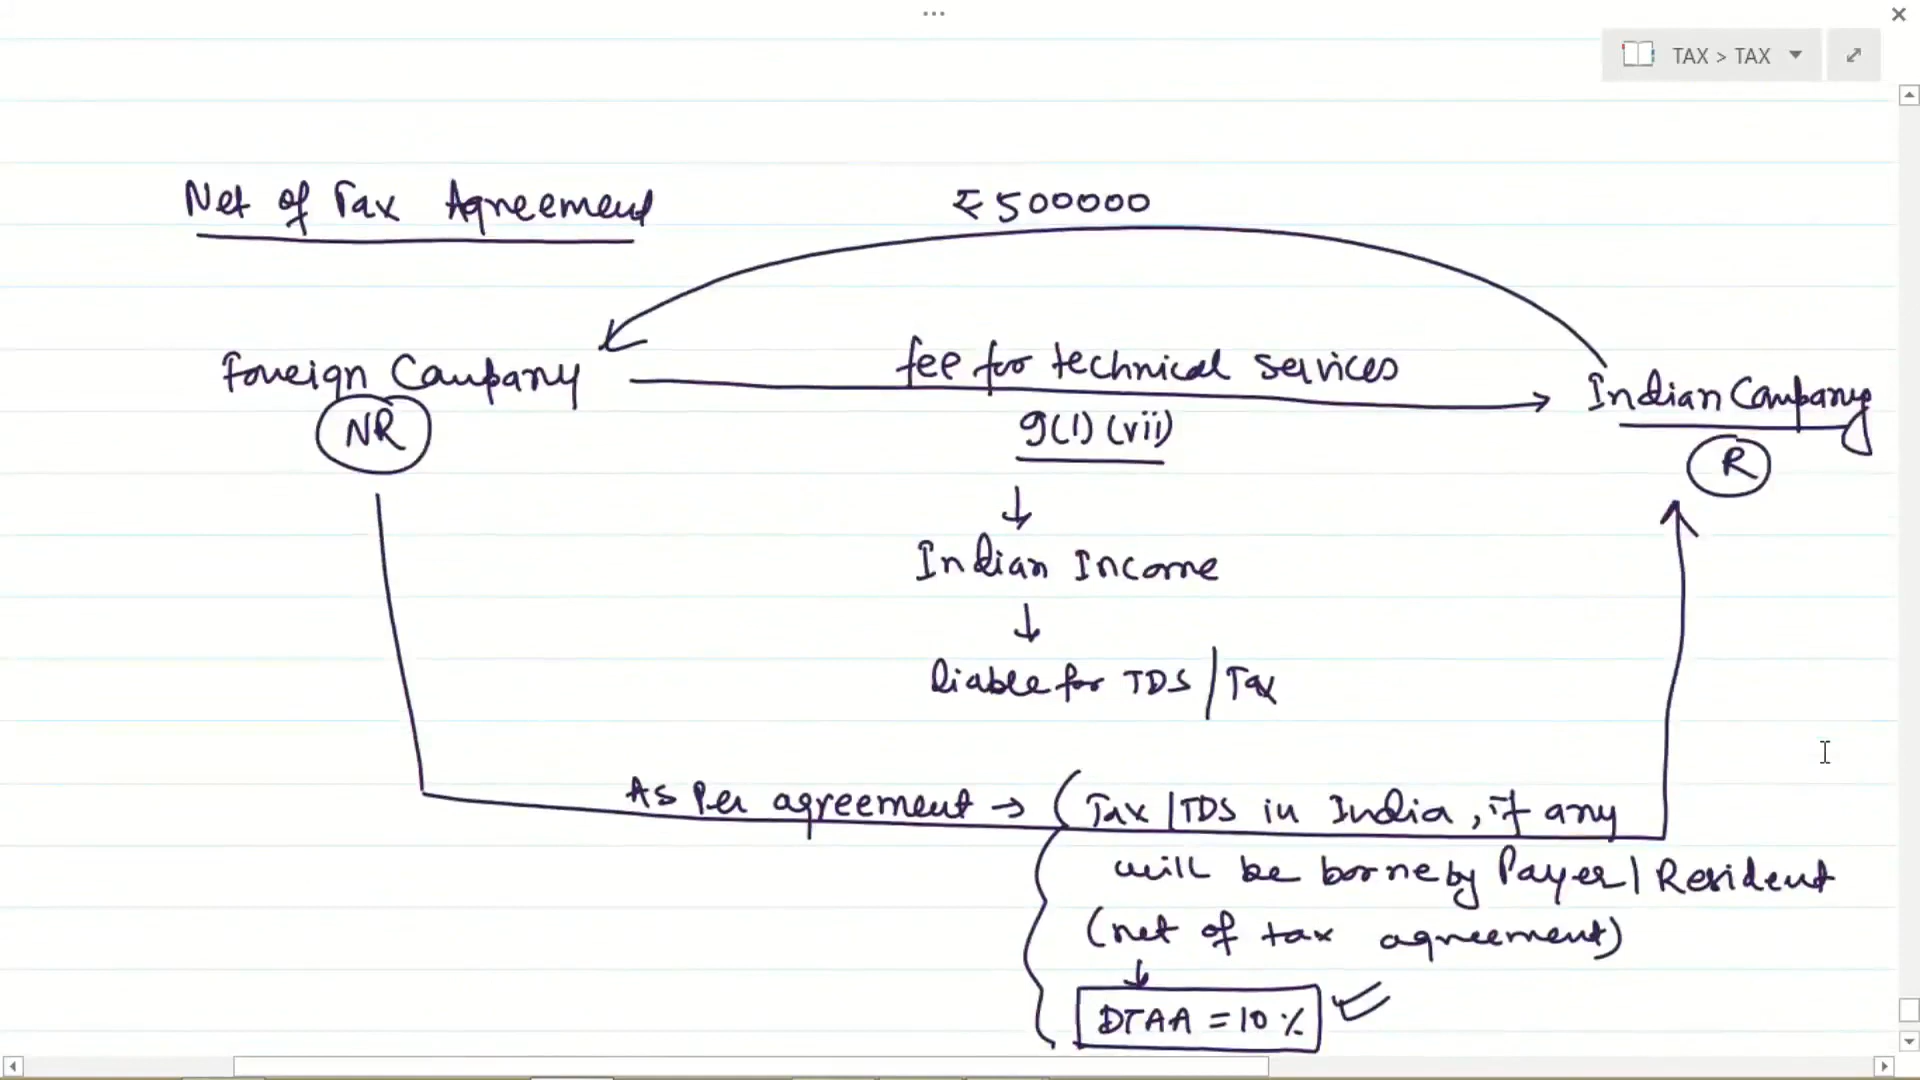 TAX > TAX
Net of Tax Agreement
₹ 500000
Foreign Company
NR
fee for technical services
9(1) (vii)
Indian Company
R
↓
Indian Income
↓
liable for TDS / Tax
As Per agreement → (Tax / TDS in India, if any
will be borne by Payer / Resident
(net of tax agreement)
↓
DTAA = 10 %